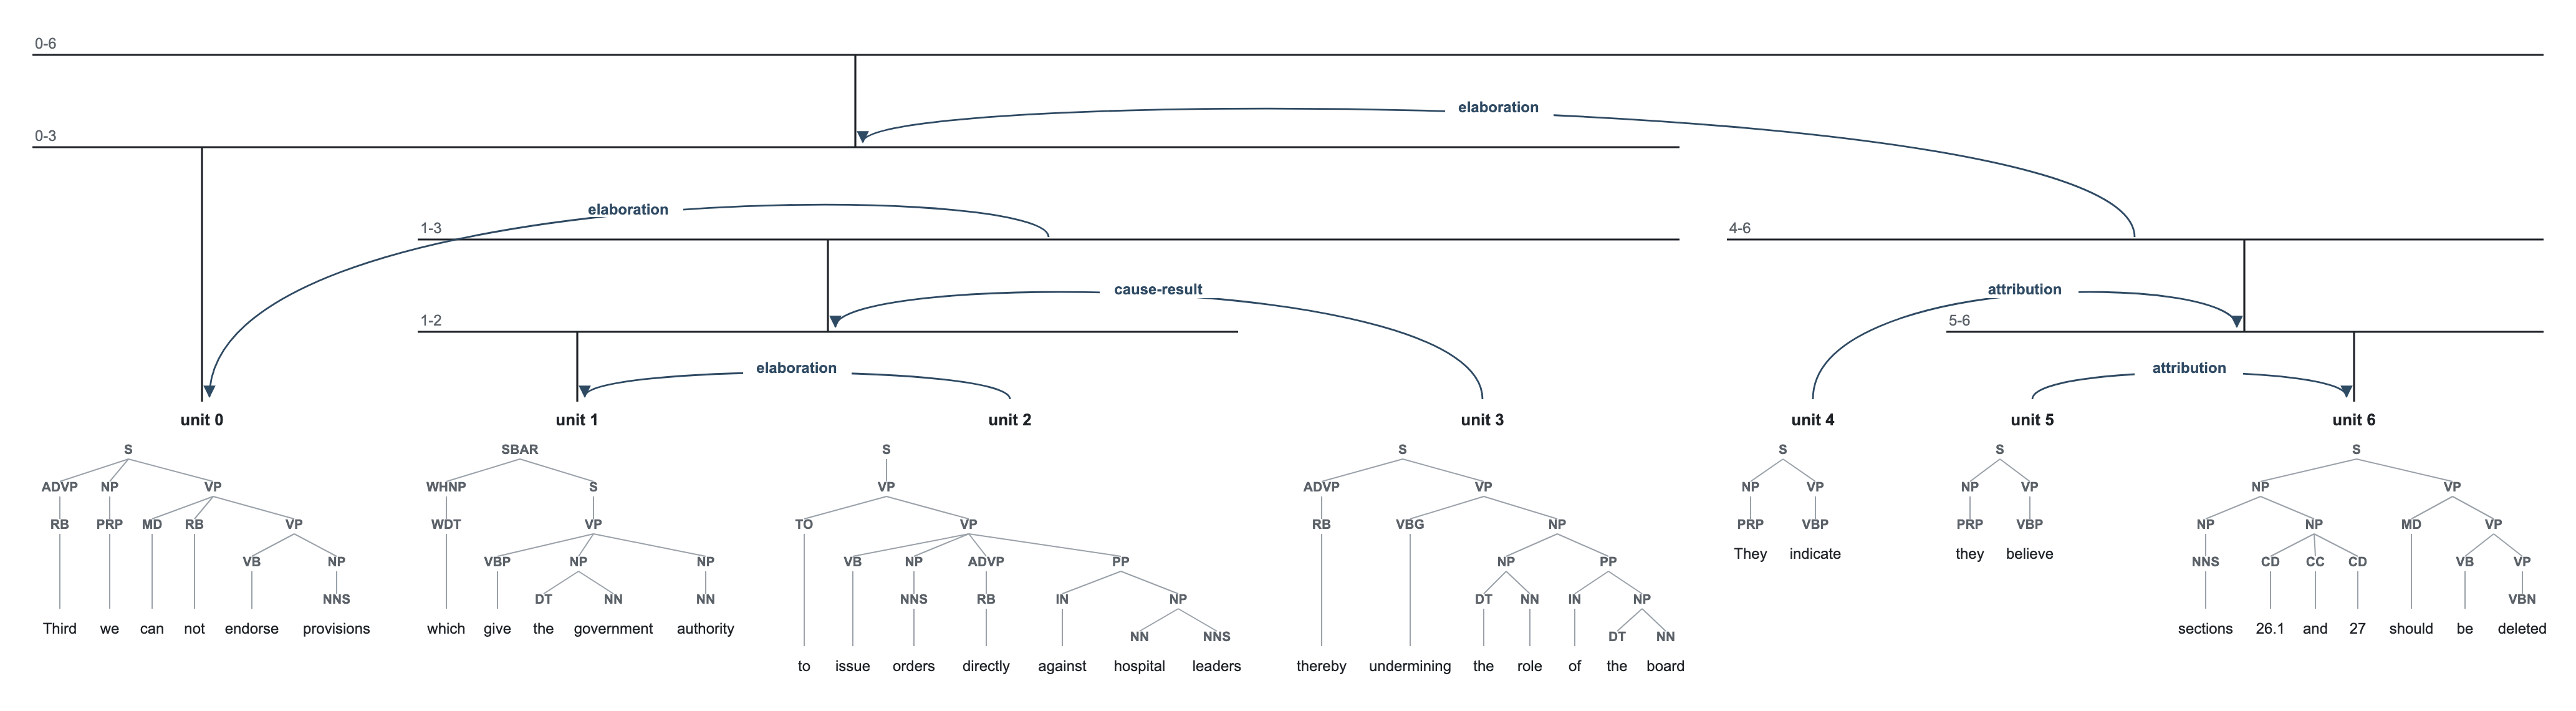 0-6
elaboration
0-3
elaboration
1-3
4-6
cause-result
attribution
1-2
5-6
elaboration
attribution
unit 0
unit 1
unit 2
unit 3
unit 4
unit 5
unit 6
S
SBAR
S
S
S
S
S
ADVP NP VP
WHNP S
VP
ADVP VP
NP VP
NP VP
NP VP
RB PRP MD RB VP
WDT VP
TO VP
RB VBG NP
PRP VBP
PRP VBP
NP NP MD VP
They indicate
they believe
VB NP
VBP NP NP
VB NP ADVP PP
NP PP
NNS CD CC CD VB VP
NNS
DT NN NN
NNS RB IN NP
DT NN IN NP
VBN
Third we can not endorse provisions
which give the government authority
NN NNS
DT NN
sections 26.1 and 27 should be deleted
to issue orders directly against hospital leaders
thereby undermining the role of the board